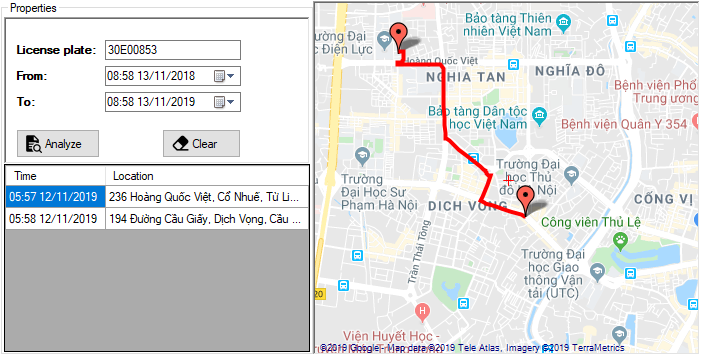 Properties
License plate: 30E00853
From: 08:58 13/11/2018
To: 08:58 13/11/2019
Analyze Clear
Time Location
05:57 12/11/2019 236 Hoàng Quốc Việt, Cổ Nhuế, Từ Li...
05:58 12/11/2019 194 Đường Cầu Giấy, Dịch Vọng, Cầu ...
Bảo tàng Thiên
nhiên Việt Nam
Trường Đại
học Điện Lực
Hoàng Quốc Việt
NGHIA TAN
NGHĨA ĐÔ
Bệnh viện Phổ
Trung ương
Bảo tàng Dân tộc
học Việt Nam
Bệnh viện Quân Y 354
Trường Đại
học Thủ
đô Hà Nội
Trường
Đại Học Sư
Phạm Hà Nội
DỊCH VỌNG
CỐNG VỊ
Công viên Thủ Lệ
Trần Thái Tông
Trường Đại
học Giao
thông Vận
tải (UTC)
20
Viện Huyết Học -
©2019 Google - Map data ©2019 Tele Atlas, Imagery ©2019 TerraMetrics